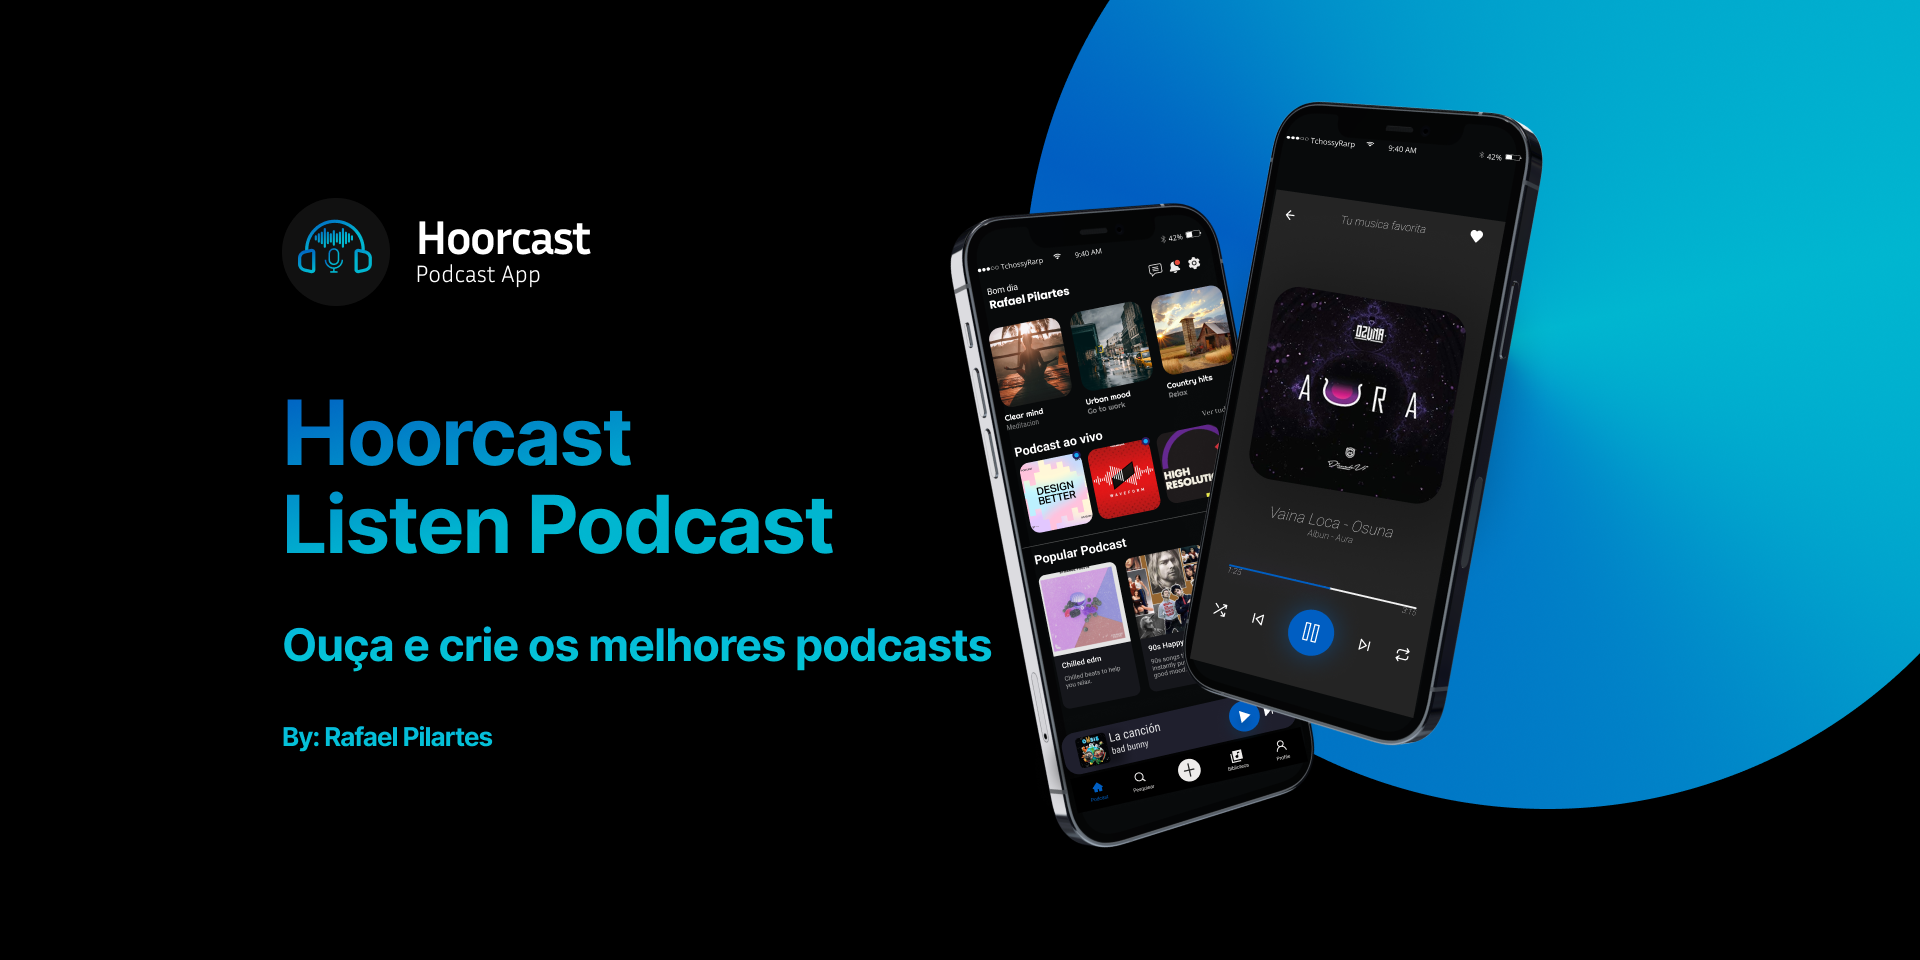 Hoorcast
Podcast App
Hoorcast
Listen Podcast
Ouça e crie os melhores podcasts
By: Rafael Pilartes
TchossyRarp
9:40 AM
42%
Bom dia
Rafael Pilartes
Clear mind
Meditacion
Urban mood
Go to work
Country hits
Relax
Ver tud
Podcast ao vivo
DESIGN
BETTER
WAVEFORM
HIGH
RESOLUTI
Popular Podcast
Chilled edm
Chilled beats to help
you relax.
90s Happy
90s songs t
instantly pu
good mood
La canción
bad bunny
Podcast
Pesquisar
Biblioteca
Profile
TchossyRarp
9:40 AM
42%
Tu musica favorita
OZUNA
AURA
Vaina Loca - Osuna
Albun - Aura
1:25
3:15